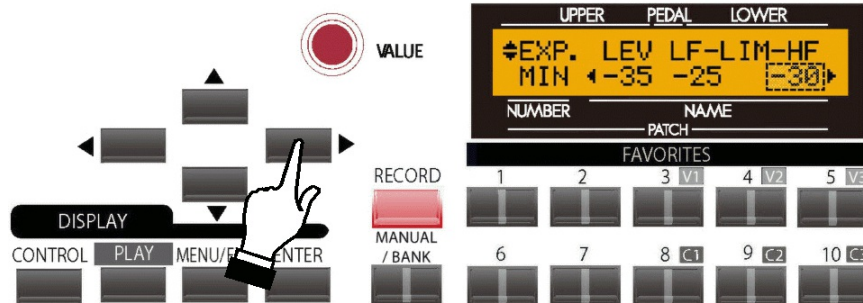 UPPER PEDAL LOWER
EXP. LEV LF-LIM-HF
MIN -35 -25 -30
NUMBER NAME
PATCH
VALUE
FAVORITES
RECORD
1 2 3 V1 4 V2 5 V3
DISPLAY
CONTROL PLAY MENU/E ENTER
MANUAL
/ BANK
6 7 8 C1 9 C2 10 C3